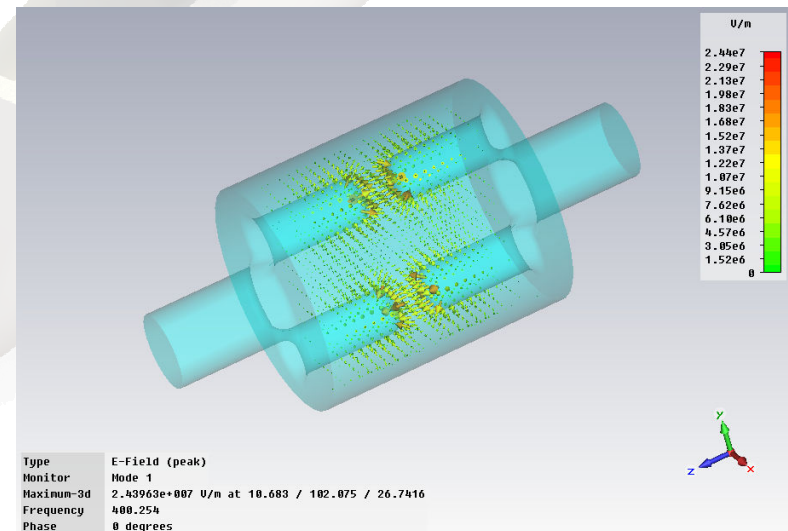 V/m
2.44e7
2.29e7
2.13e7
1.98e7
1.83e7
1.68e7
1.52e7
1.37e7
1.22e7
1.07e7
9.15e6
7.62e6
6.10e6
4.57e6
3.05e6
1.52e6
0
y
z
x
Type E-Field (peak)
Monitor Mode 1
Maximum-3d 2.43963e+007 V/m at 10.683 / 102.075 / 26.7416
Frequency 400.254
Phase 0 degrees